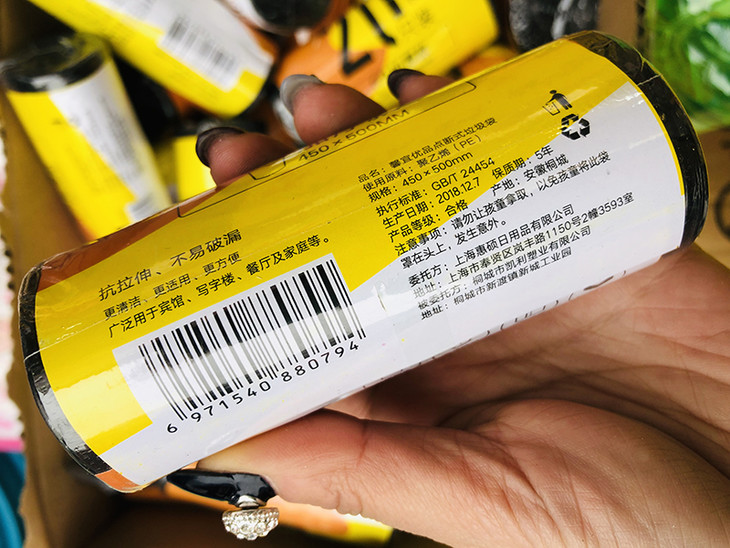 450×500MM
抗拉伸、不易破漏
更清洁、更适用、更方便
广泛用于宾馆、写字楼、餐厅及家庭等。
6 971540 880794
品名：馨宜优品点断式垃圾袋
使用原料：聚乙烯（PE）
规格：450×500mm
执行标准：GB/T 24454 保质期：5年
生产日期：2018.12.7 产地：安徽桐城
产品等级：合格
注意事项：请勿让孩童拿取，以免孩童将此袋
罩在头上，发生意外。
委托方：上海惠硕日用品有限公司
地址：上海市奉贤区岚丰路1150号2幢3593室
被委托方：桐城市凯利塑业有限公司
地址：桐城市新渡镇新城工业园